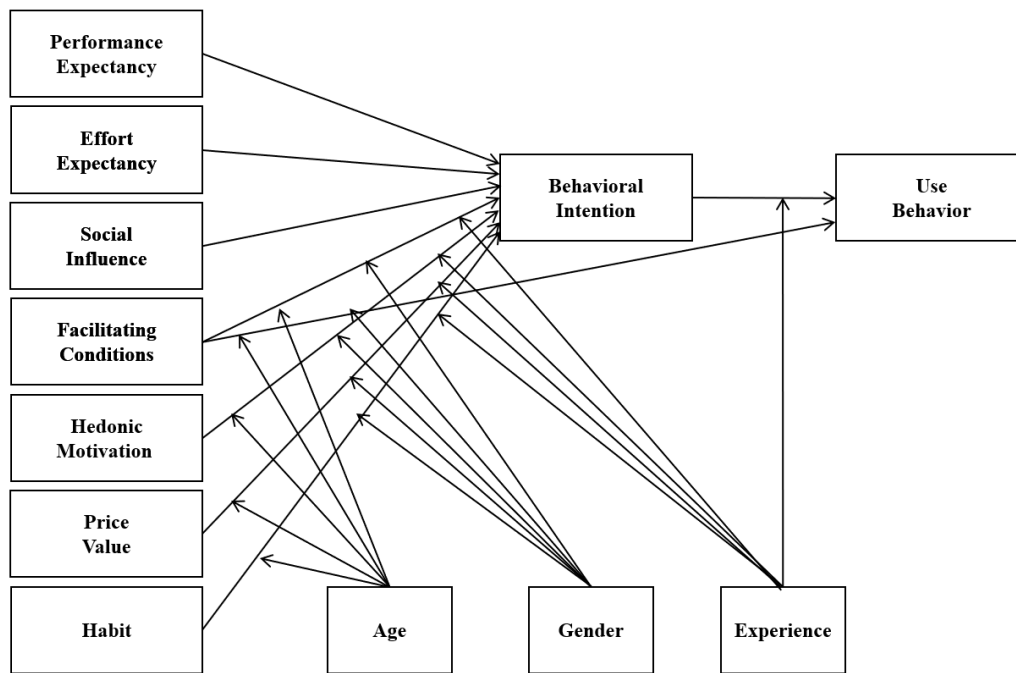 Performance
Expectancy
Effort
Expectancy
Social
Influence
Facilitating
Conditions
Hedonic
Motivation
Price
Value
Habit
Behavioral
Intention
Use
Behavior
Age
Gender
Experience